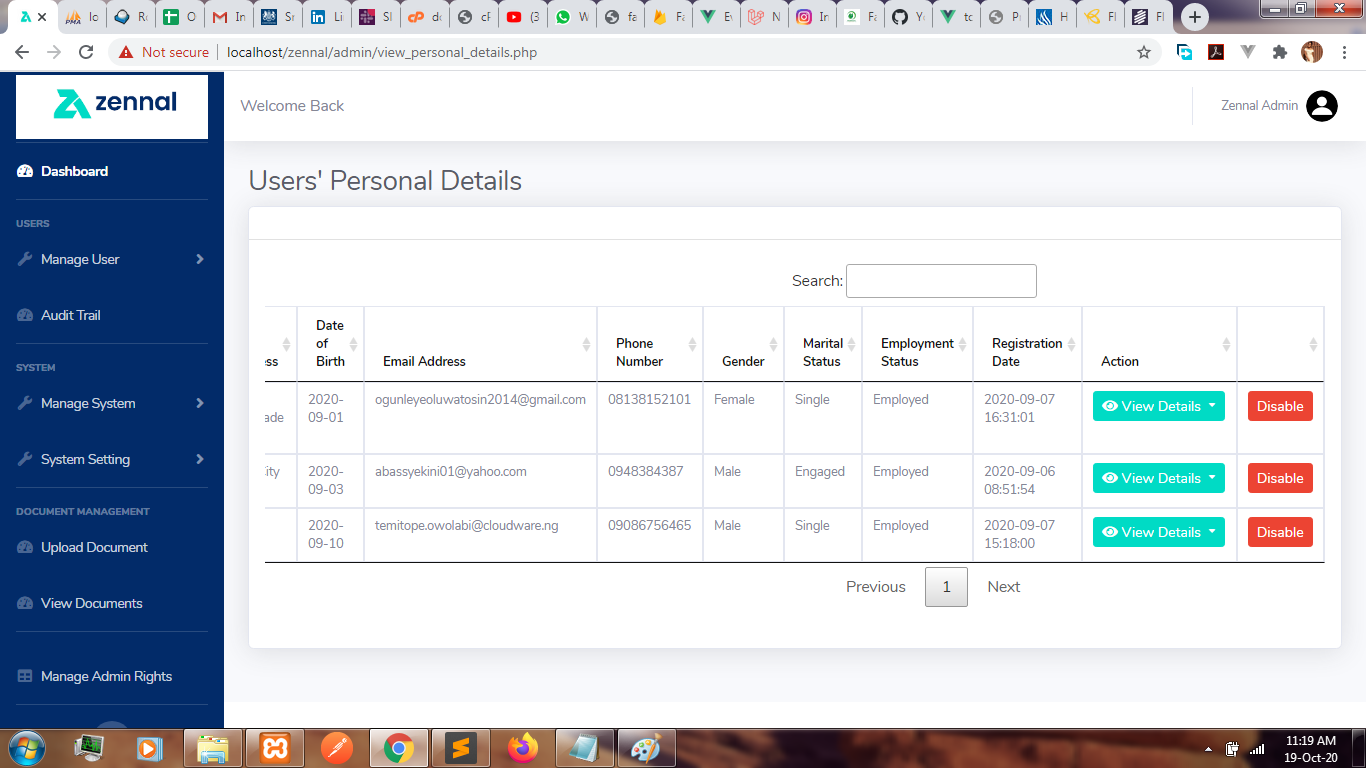 Not secure
localhost/zennal/admin/view_personal_details.php
zennal
Welcome Back
Zennal Admin
Dashboard
USERS
Manage User
Audit Trail
SYSTEM
Manage System
System Setting
DOCUMENT MANAGEMENT
Upload Document
View Documents
Manage Admin Rights
Users' Personal Details
Search:
ess
Date of Birth
Email Address
Phone Number
Gender
Marital Status
Employment Status
Registration Date
Action
ade
2020-09-01
ogunleyeoluwatosin2014@gmail.com
08138152101
Female
Single
Employed
2020-09-07 16:31:01
View Details
Disable
ity
2020-09-03
abassyekini01@yahoo.com
0948384387
Male
Engaged
Employed
2020-09-06 08:51:54
View Details
Disable
2020-09-10
temitope.owolabi@cloudware.ng
09086756465
Male
Single
Employed
2020-09-07 15:18:00
View Details
Disable
Previous 1 Next
11:19 AM
19-Oct-20